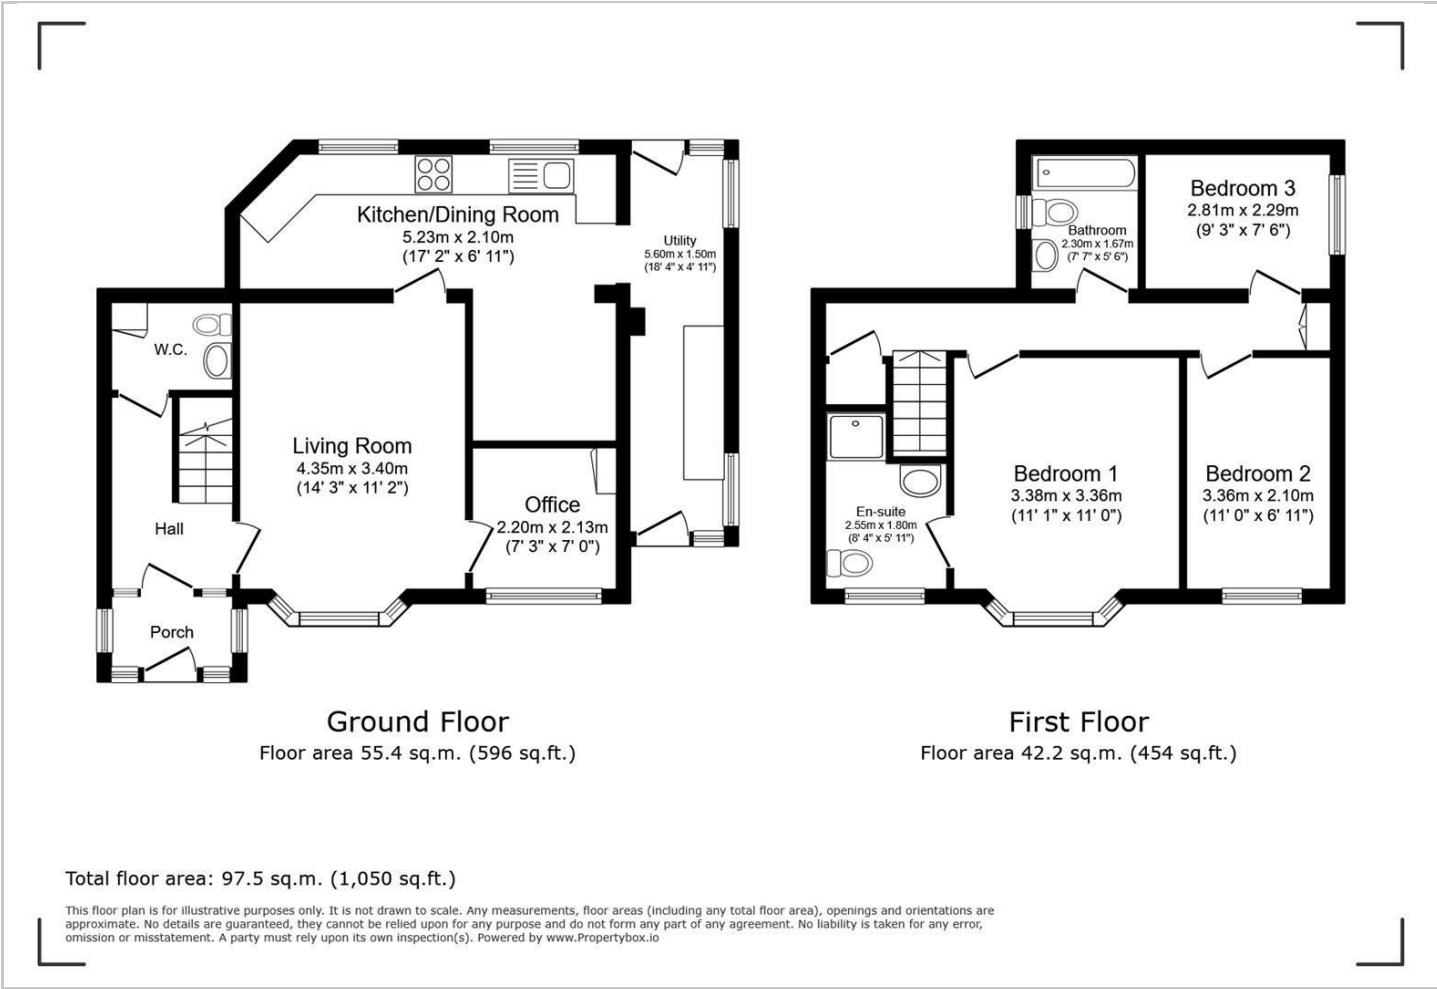 Kitchen/Dining Room
5.23m x 2.10m
(17' 2" x 6' 11")
Utility
5.60m x 1.50m
(18' 4" x 4' 11")
W.C.
Living Room
4.35m x 3.40m
(14' 3" x 11' 2")
Office
2.20m x 2.13m
(7' 3" x 7' 0")
Hall
Porch
Ground Floor
Floor area 55.4 sq.m. (596 sq.ft.)
Bedroom 3
2.81m x 2.29m
(9' 3" x 7' 6")
Bathroom
2.30m x 1.67m
(7' 7" x 5' 6")
Bedroom 1
3.38m x 3.36m
(11' 1" x 11' 0")
Bedroom 2
3.36m x 2.10m
(11' 0" x 6' 11")
En-suite
2.55m x 1.80m
(8' 4" x 5' 11")
First Floor
Floor area 42.2 sq.m. (454 sq.ft.)
Total floor area: 97.5 sq.m. (1,050 sq.ft.)
This floor plan is for illustrative purposes only. It is not drawn to scale. Any measurements, floor areas (including any total floor area), openings and orientations are
approximate. No details are guaranteed, they cannot be relied upon for any purpose and do not form any part of any agreement. No liability is taken for any error,
omission or misstatement. A party must rely upon its own inspection(s). Powered by www.Propertybox.io